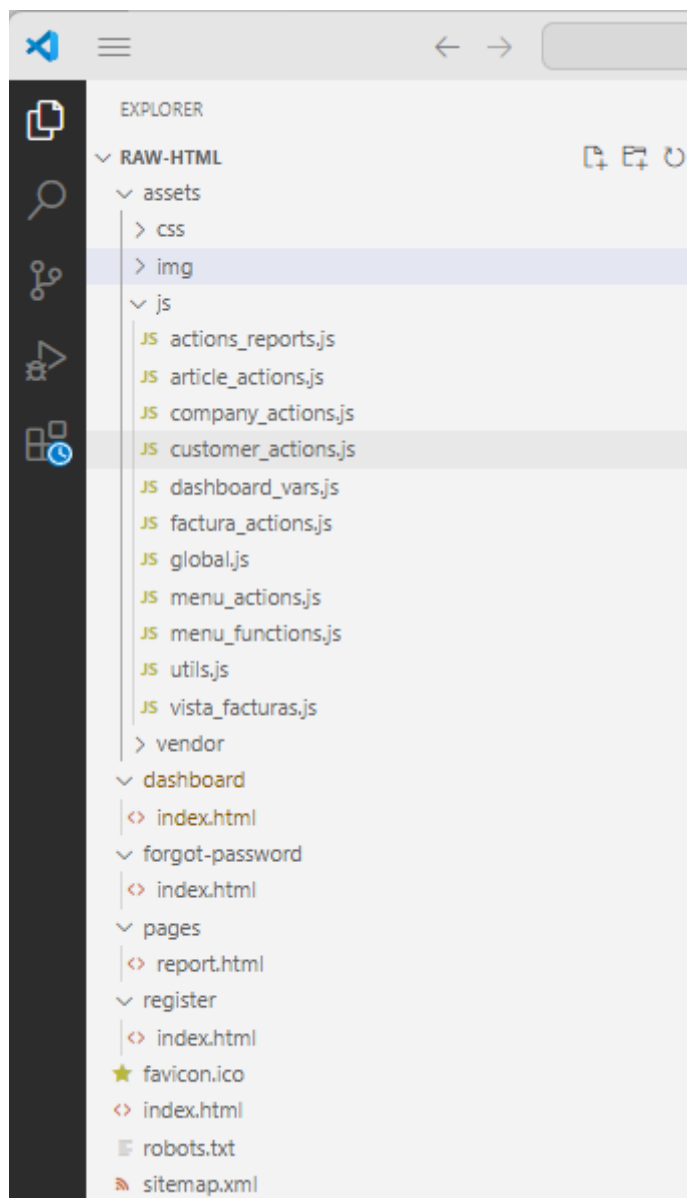 EXPLORER
RAW-HTML
assets
css
img
js
JS actions_reports.js
JS article_actions.js
JS company_actions.js
JS customer_actions.js
JS dashboard_vars.js
JS factura_actions.js
JS global.js
JS menu_actions.js
JS menu_functions.js
JS utils.js
JS vista_facturas.js
vendor
dashboard
<> index.html
forgot-password
<> index.html
pages
<> report.html
register
<> index.html
favicon.ico
<> index.html
robots.txt
sitemap.xml